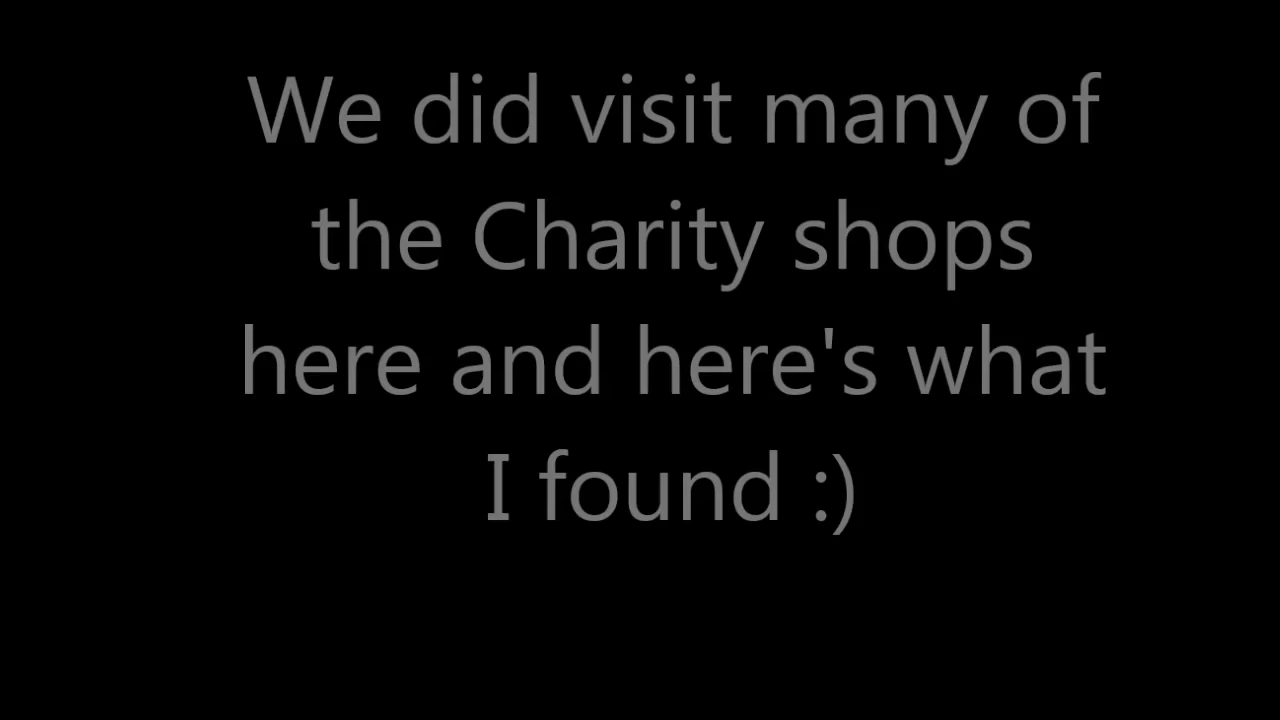 We did visit many of
the Charity shops
here and here's what
I found :)